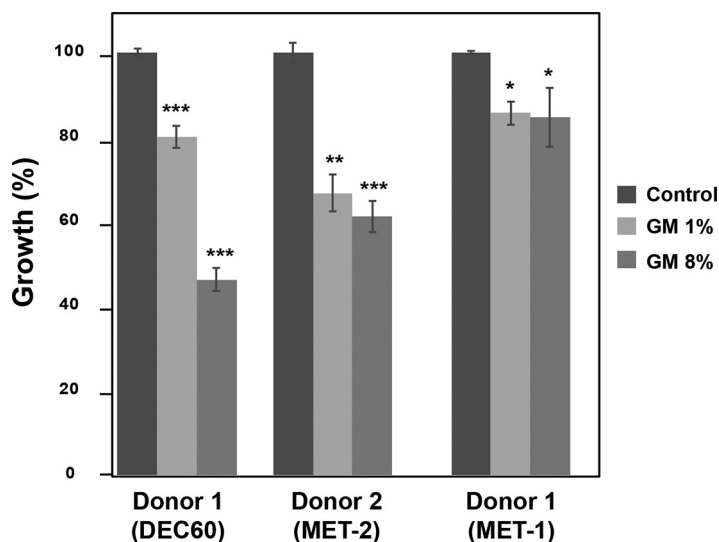 Growth (%)
100
80
60
40
20
0
***
***
**
***
*
*
Control
GM 1%
GM 8%
Donor 1
(DEC60)
Donor 2
(MET-2)
Donor 1
(MET-1)